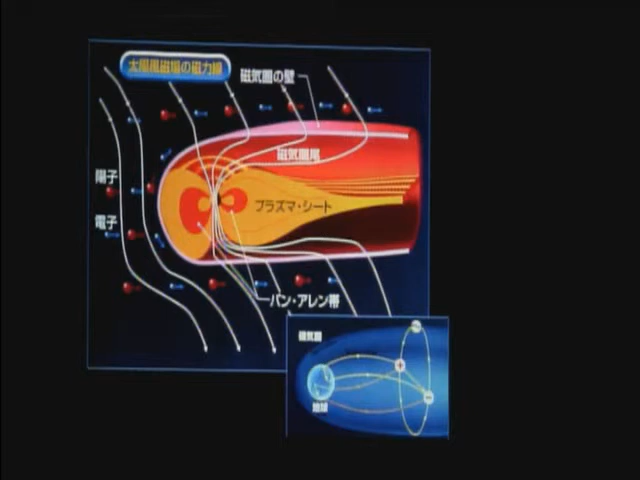 太陽風磁場の磁力線
磁気圏の壁
磁気圏尾
陽子
プラズマ・シート
電子
バン・アレン帯
磁気圏
+
−
地球